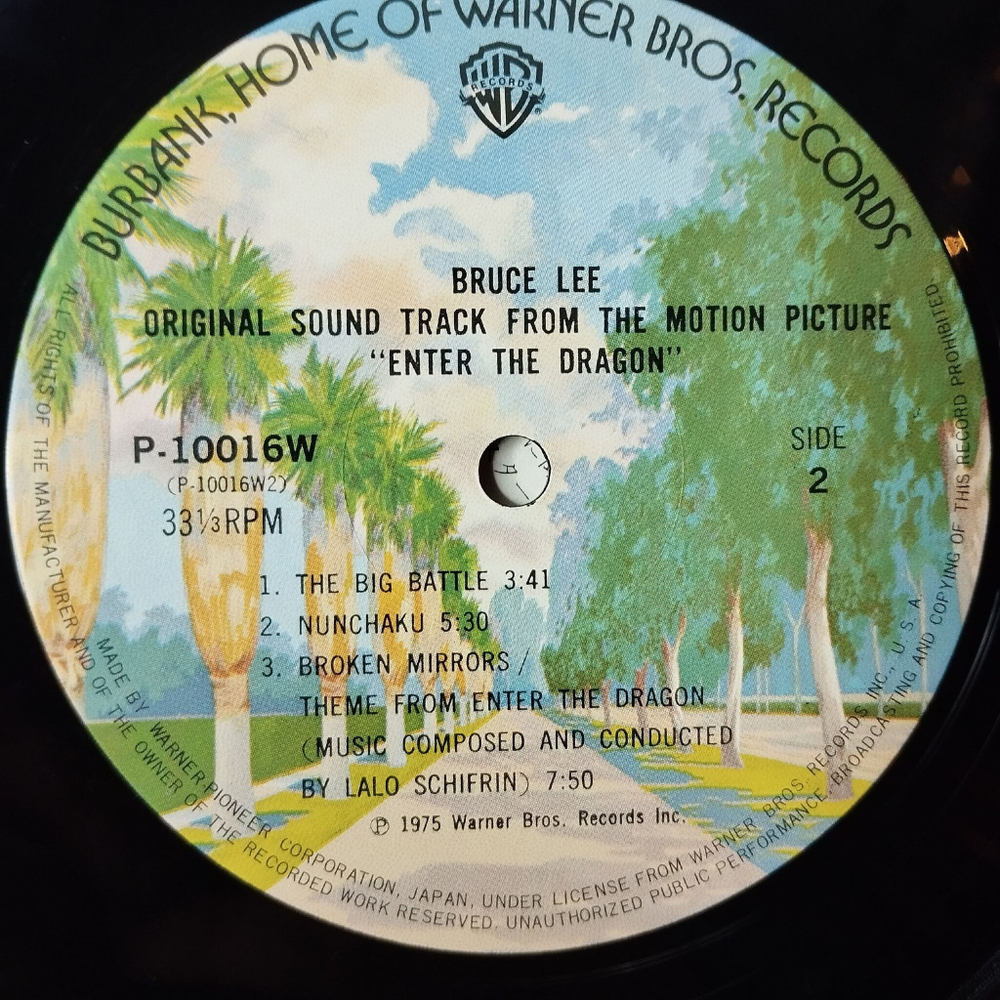 BURBANK, HOME OF WARNER BROS. RECORDS
RECORDS
BRUCE LEE
ORIGINAL SOUND TRACK FROM THE MOTION PICTURE
"ENTER THE DRAGON"
P-10016W
(P-10016W2)
33⅓RPM
SIDE
2
1. THE BIG BATTLE 3:41
2. NUNCHAKU 5:30
3. BROKEN MIRRORS /
THEME FROM ENTER THE DRAGON
(MUSIC COMPOSED AND CONDUCTED
BY LALO SCHIFRIN) 7:50
Ⓟ 1975 Warner Bros. Records Inc.
MADE BY WARNER-PIONEER CORPORATION, JAPAN, UNDER LICENSE FROM WARNER BROS. RECORDS INC., U. S. A.
ALL RIGHTS OF THE MANUFACTURER AND OF THE OWNER OF THE RECORDED WORK RESERVED. UNAUTHORIZED PUBLIC PERFORMANCE, BROADCASTING AND COPYING OF THIS RECORD PROHIBITED.